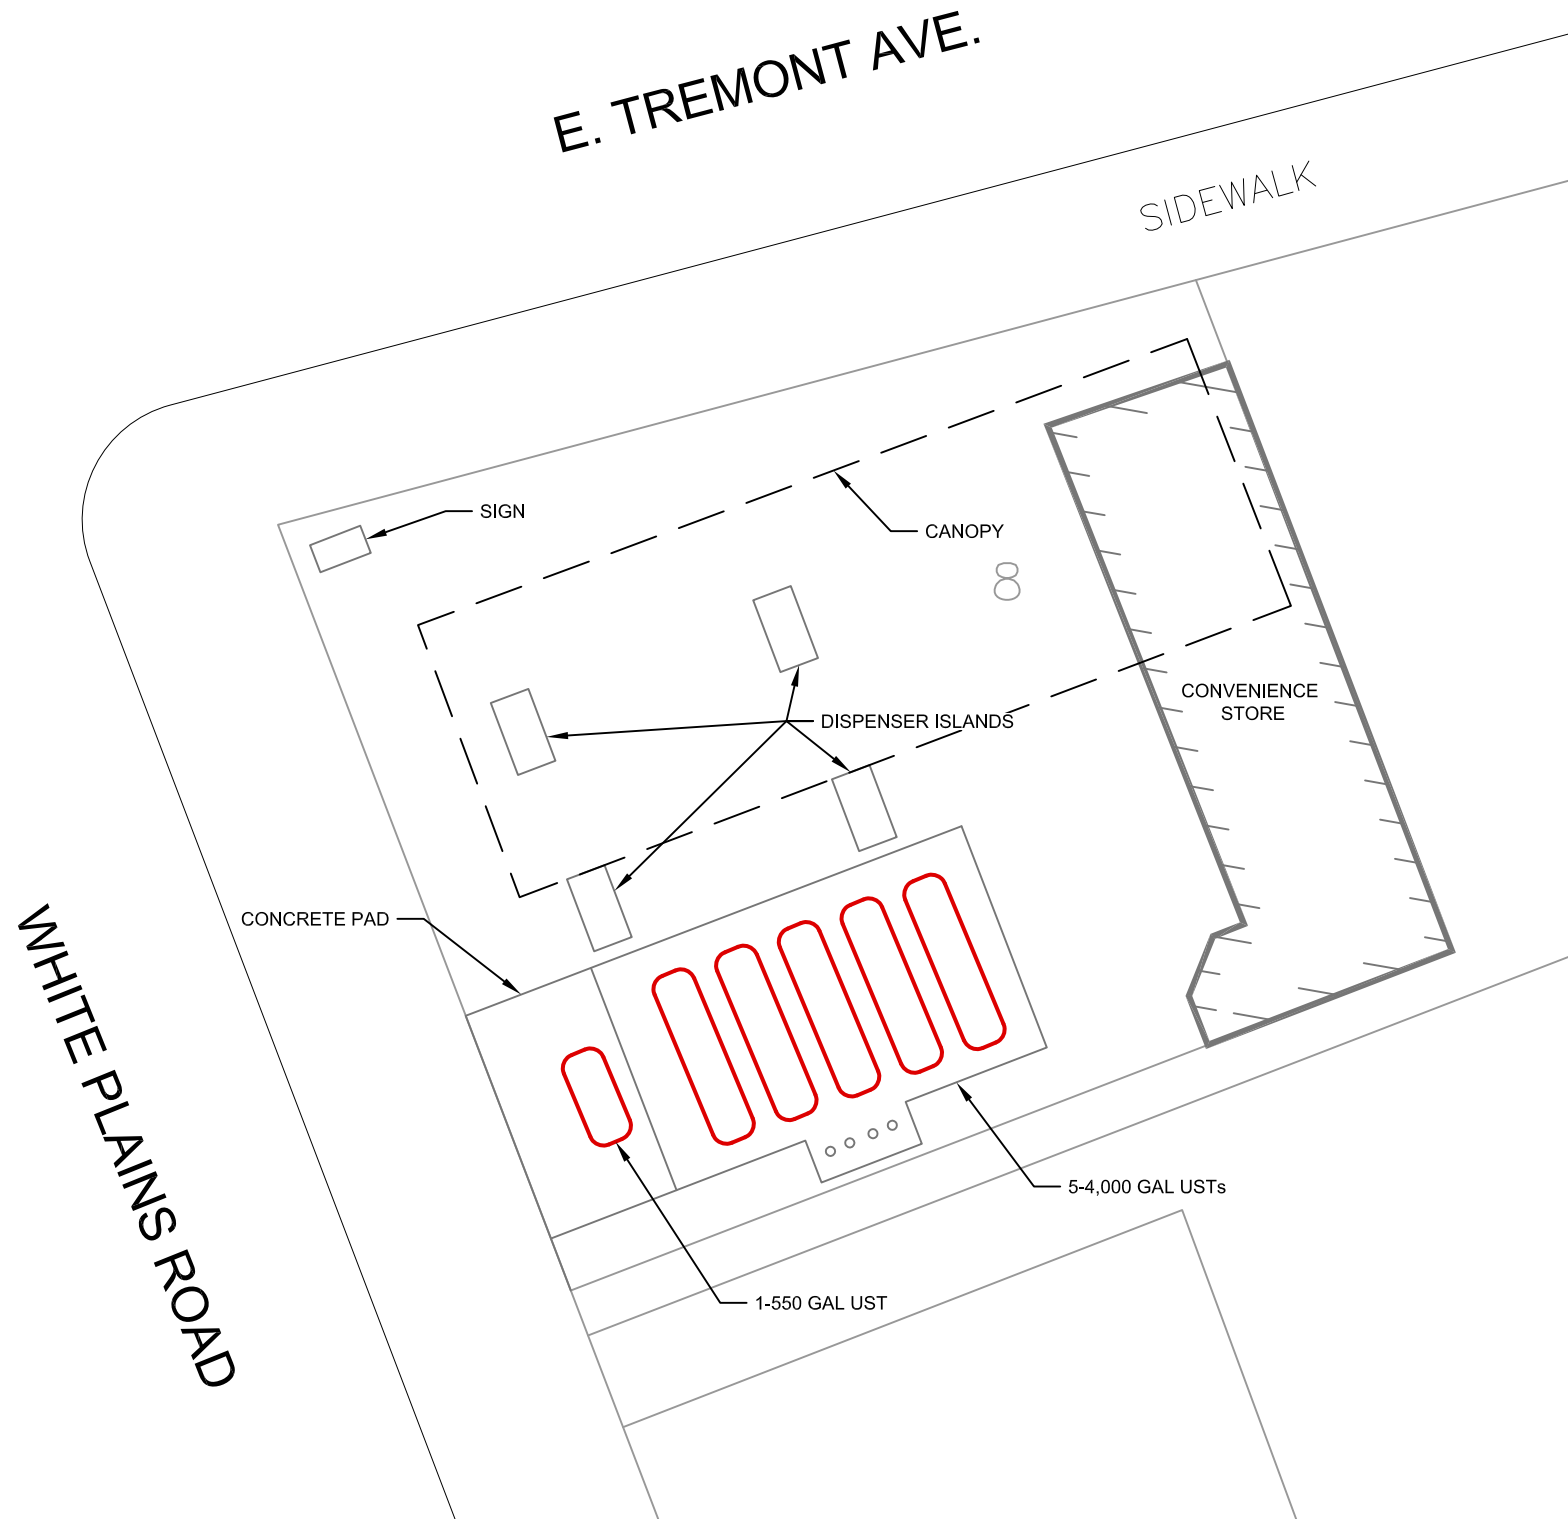 E. TREMONT AVE.
SIDEWALK
SIGN
CANOPY
8
CONVENIENCE
STORE
DISPENSER ISLANDS
CONCRETE PAD
WHITE PLAINS ROAD
5-4,000 GAL USTs
1-550 GAL UST